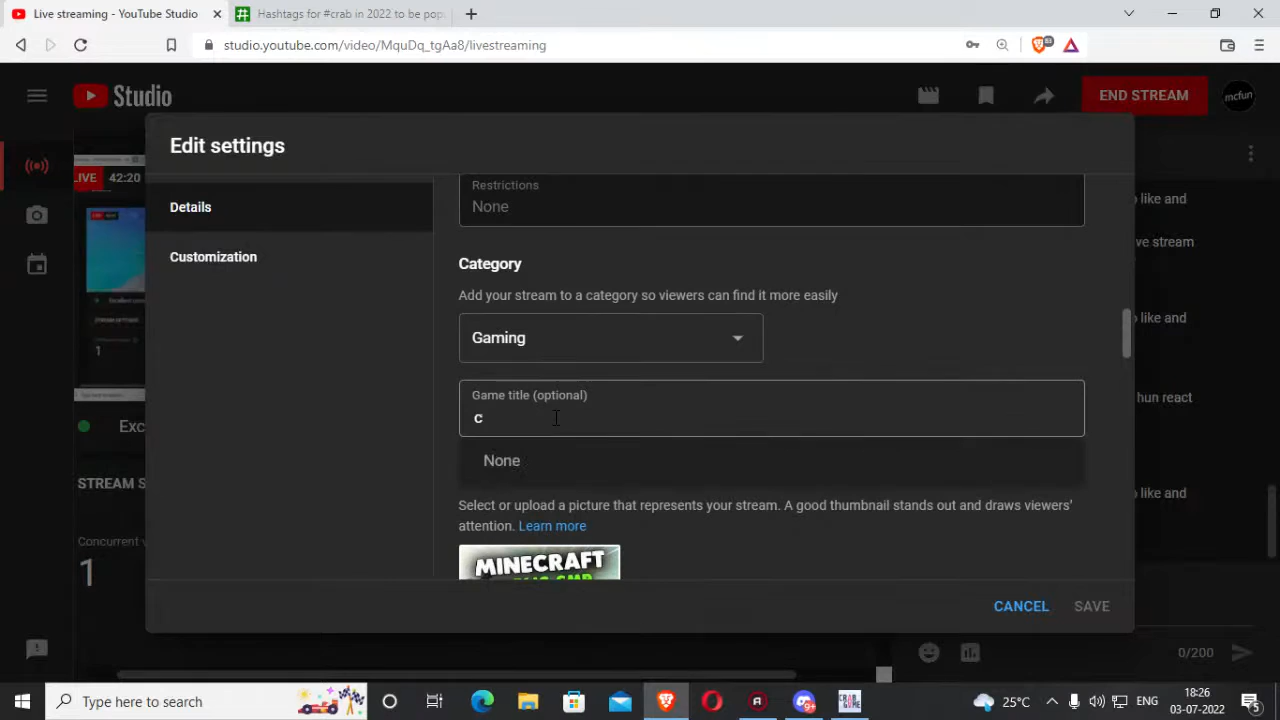 Live streaming - YouTube Studio
Hashtags for #crab in 2022 to be pop
studio.youtube.com/video/MquDq_tgAa8/livestreaming
Studio
END STREAM
mcfun
Edit settings
LIVE 42:20
Details
Customization
Restrictions
None
Category
Add your stream to a category so viewers can find it more easily
Gaming
Game title (optional)
c
None
Select or upload a picture that represents your stream. A good thumbnail stands out and draws viewers'
attention. Learn more
MINECRAFT
CANCEL
SAVE
like and
ve stream
like and
hun react
like and
1
Exc
STREAM S
Concurrent v
1
0/200
Type here to search
25°C
ENG
18:26
03-07-2022
5